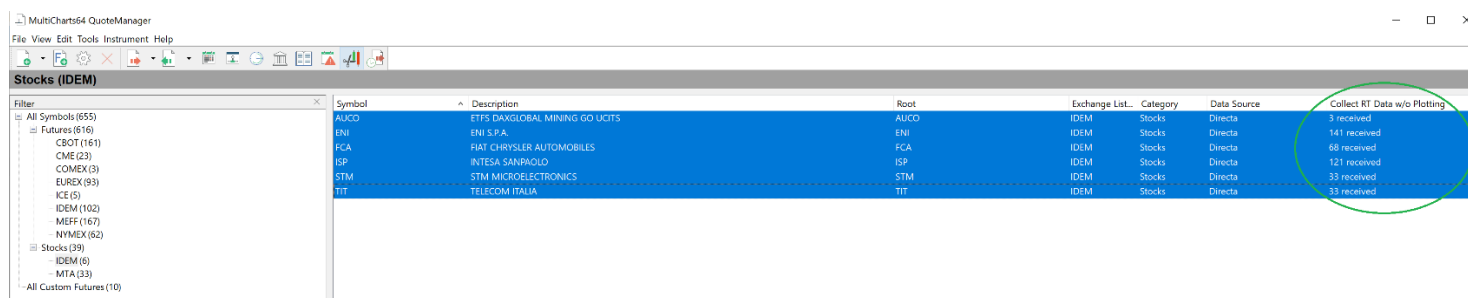 MultiCharts64 QuoteManager
File View Edit Tools Instrument Help
Stocks (IDEM)
Filter
All Symbols (655)
Futures (616)
CBOT (161)
CME (23)
COMEX (3)
EUREX (93)
ICE (5)
IDEM (102)
MEFF (167)
NYMEX (62)
Stocks (39)
IDEM (6)
MTA (33)
All Custom Futures (10)
Symbol Description Root Exchange List... Category Data Source Collect RT Data w/o Plotting
AUCO ETFS DAXGLOBAL MINING GO UCITS AUCO IDEM Stocks Directa 3 received
ENI ENI S.P.A. ENI IDEM Stocks Directa 141 received
FCA FIAT CHRYSLER AUTOMOBILES FCA IDEM Stocks Directa 68 received
ISP INTESA SANPAOLO ISP IDEM Stocks Directa 121 received
STM STM MICROELECTRONICS STM IDEM Stocks Directa 33 received
TIT TELECOM ITALIA TIT IDEM Stocks Directa 33 received